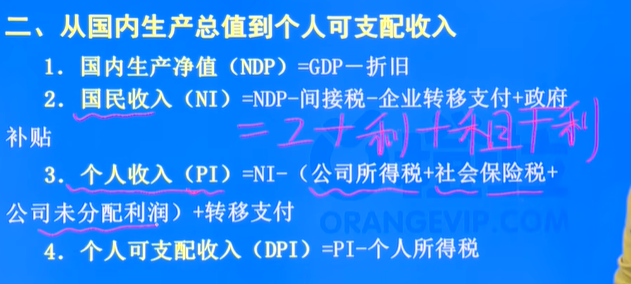 二、从国内生产总值到个人可支配收入
1. 国内生产净值（NDP）=GDP－折旧
2. 国民收入（NI）=NDP-间接税-企业转移支付+政府
补贴
=工+利+租+利
3. 个人收入（PI）=NI-（公司所得税+社会保险税+
公司未分配利润）+转移支付
ORANGEVIP.COM
4. 个人可支配收入（DPI）=PI-个人所得税